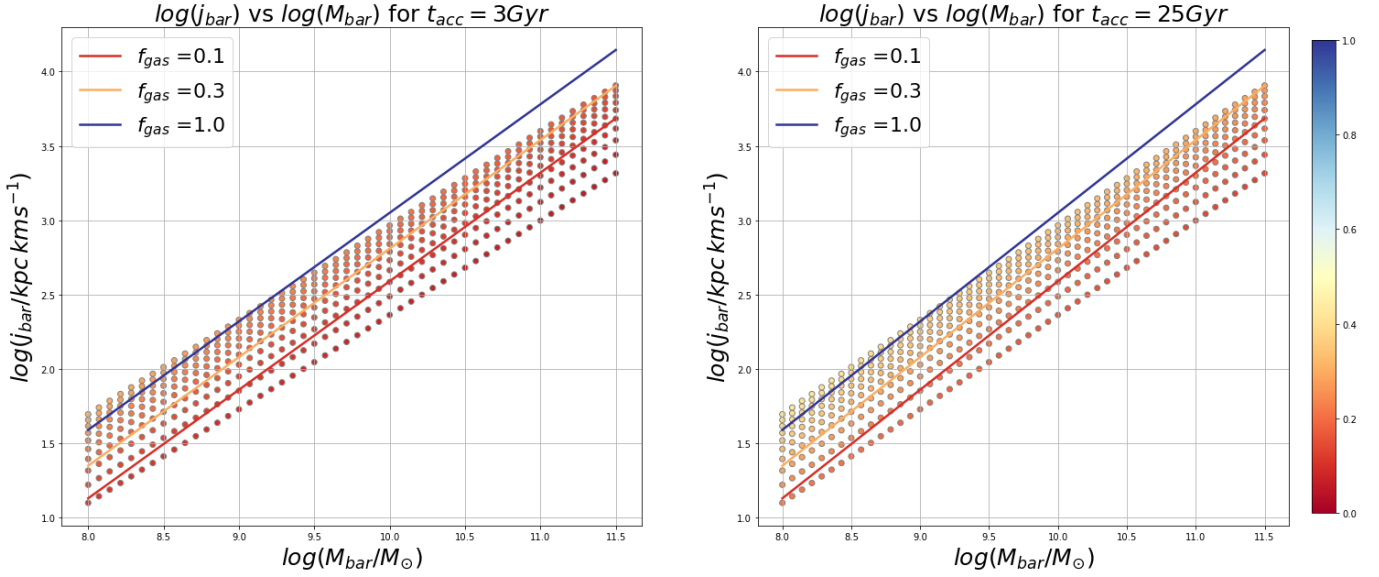 log(j_bar) vs log(M_bar) for t_acc = 3Gyr
f_gas =0.1
f_gas =0.3
f_gas =1.0
4.0
3.5
3.0
2.5
2.0
1.5
1.0
log(j_bar/kpc kms^−1)
8.0 8.5 9.0 9.5 10.0 10.5 11.0 11.5
log(M_bar/M_⊙)
log(j_bar) vs log(M_bar) for t_acc = 25Gyr
f_gas =0.1
f_gas =0.3
f_gas =1.0
4.0
3.5
3.0
2.5
2.0
1.5
1.0
log(j_bar/kpc kms^−1)
8.0 8.5 9.0 9.5 10.0 10.5 11.0 11.5
log(M_bar/M_⊙)
1.0
0.8
0.6
0.4
0.2
0.0